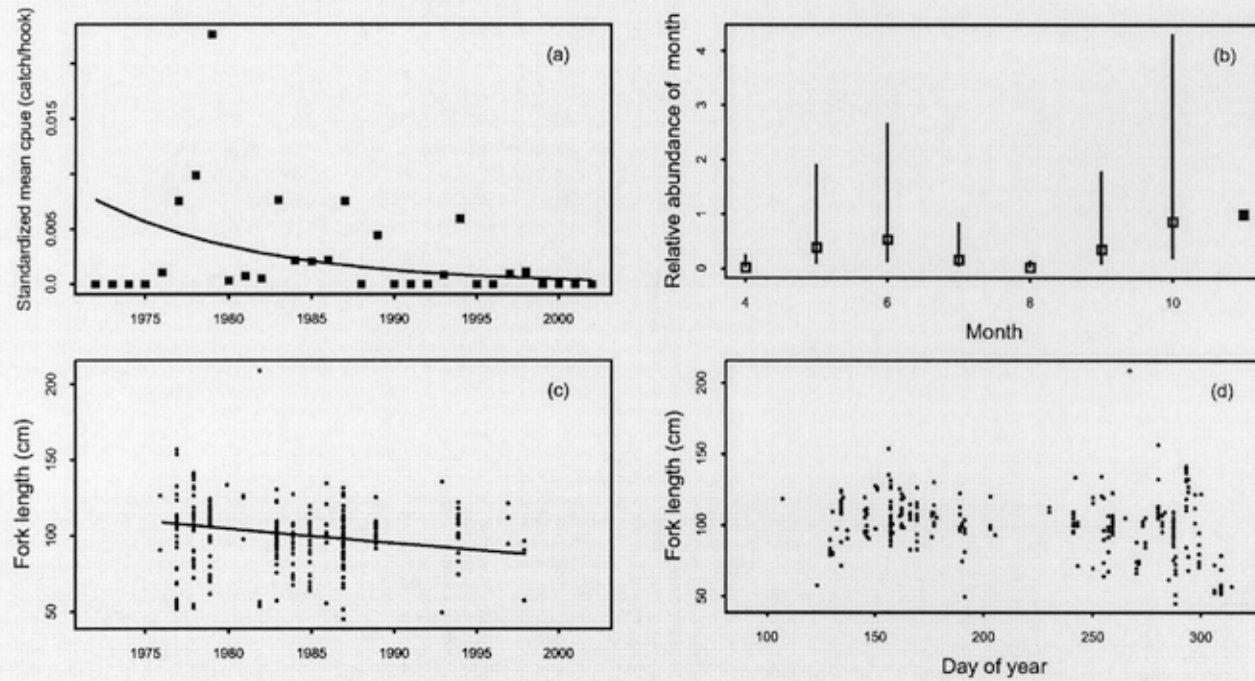 (a)
Standardized mean cpue (catch/hook)
0.015
0.005
0.0
1975 1980 1985 1990 1995 2000
(b)
Relative abundance of month
4
3
2
1
0
4 6 8 10
Month
(c)
Fork length (cm)
200
150
100
50
1975 1980 1985 1990 1995 2000
(d)
Fork length (cm)
200
150
100
50
100 150 200 250 300
Day of year